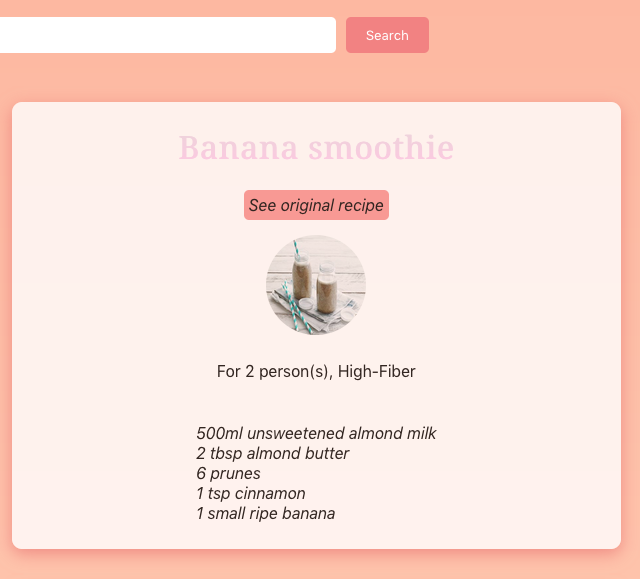 Search
Banana smoothie
See original recipe
For 2 person(s), High-Fiber
500ml unsweetened almond milk
2 tbsp almond butter
6 prunes
1 tsp cinnamon
1 small ripe banana